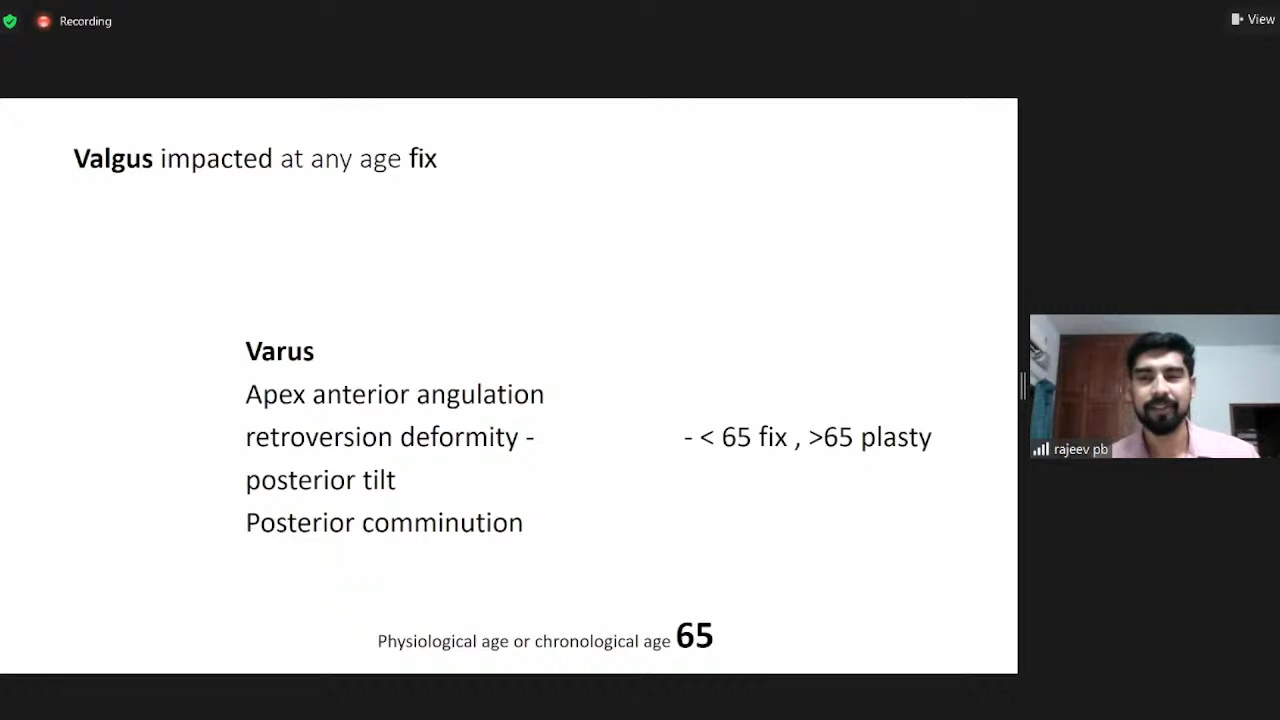 Recording
View
Valgus impacted at any age fix
Varus
Apex anterior angulation
retroversion deformity - - < 65 fix , >65 plasty
posterior tilt
Posterior comminution
rajeev pb
Physiological age or chronological age 65